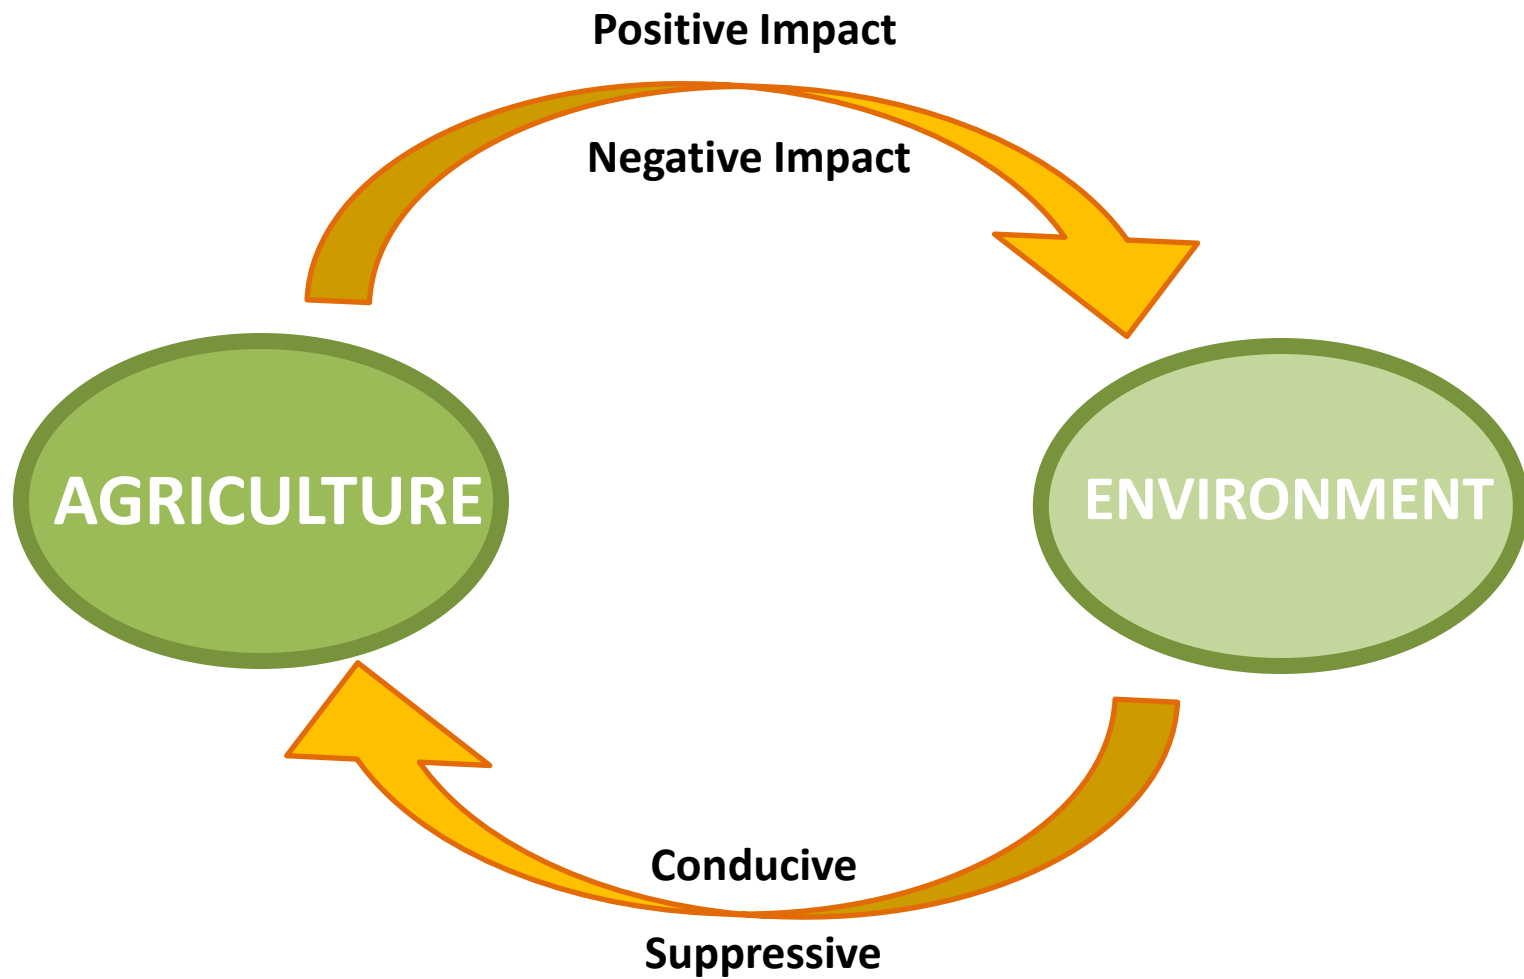 Positive Impact
Negative Impact
AGRICULTURE
ENVIRONMENT
Conducive
Suppressive